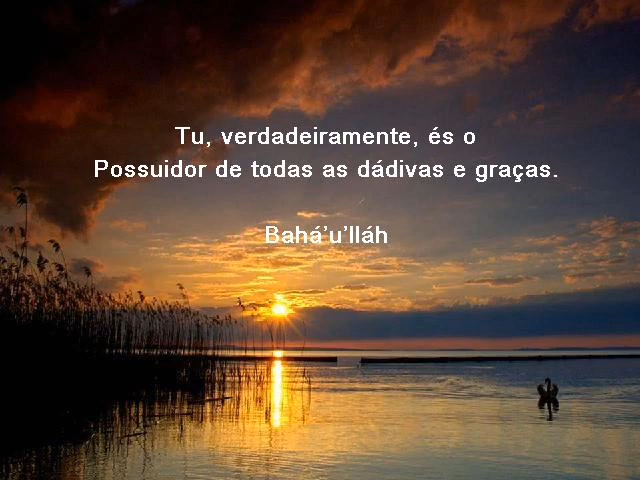 Tu, verdadeiramente, és o
Possuidor de todas as dádivas e graças.
Bahá'u'lláh